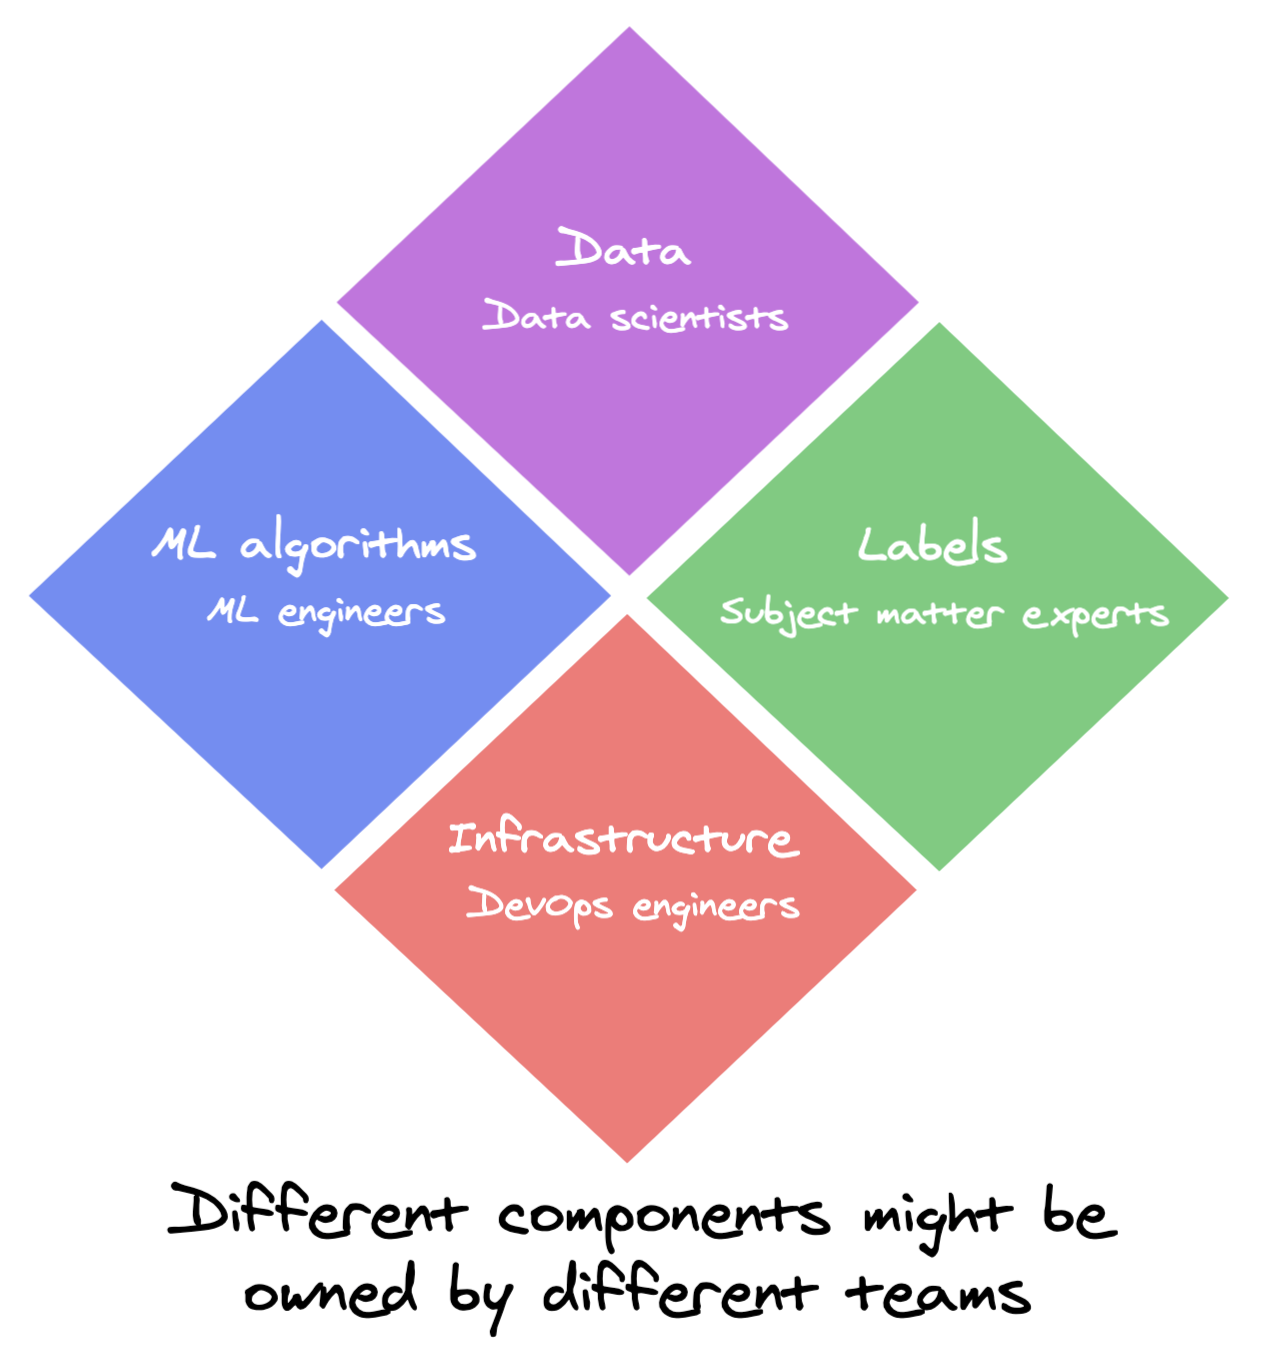 Data
Data scientists
ML algorithms
ML engineers
Labels
Subject matter experts
Infrastructure
DevOps engineers
Different components might be
owned by different teams